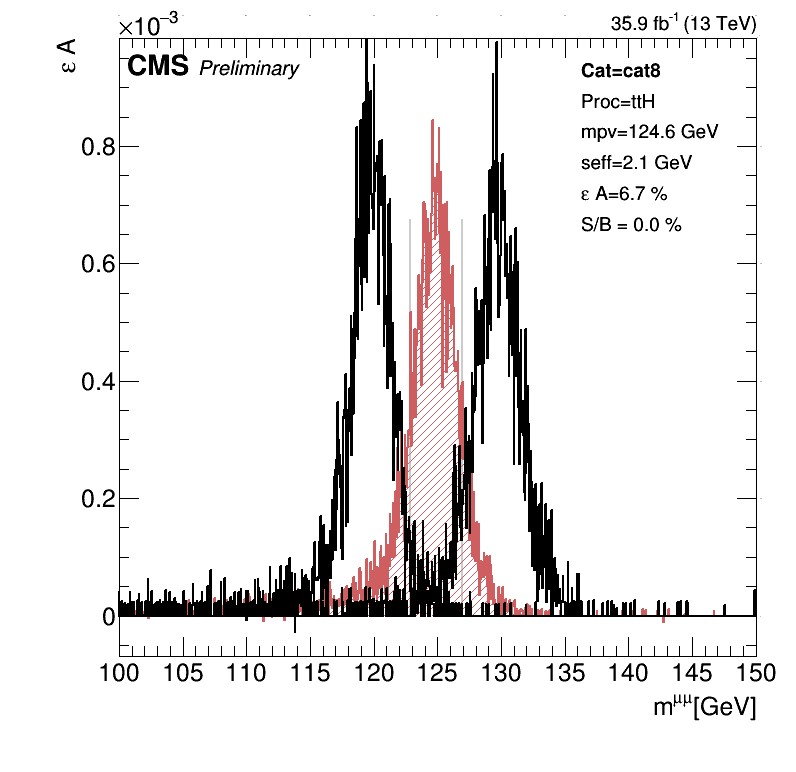 ×10⁻³
35.9 fb⁻¹ (13 TeV)
ε A
CMS Preliminary
Cat=cat8
Proc=ttH
mpv=124.6 GeV
seff=2.1 GeV
ε A=6.7 %
S/B = 0.0 %
0.8
0.6
0.4
0.2
0
100 105 110 115 120 125 130 135 140 145 150
m^μμ[GeV]